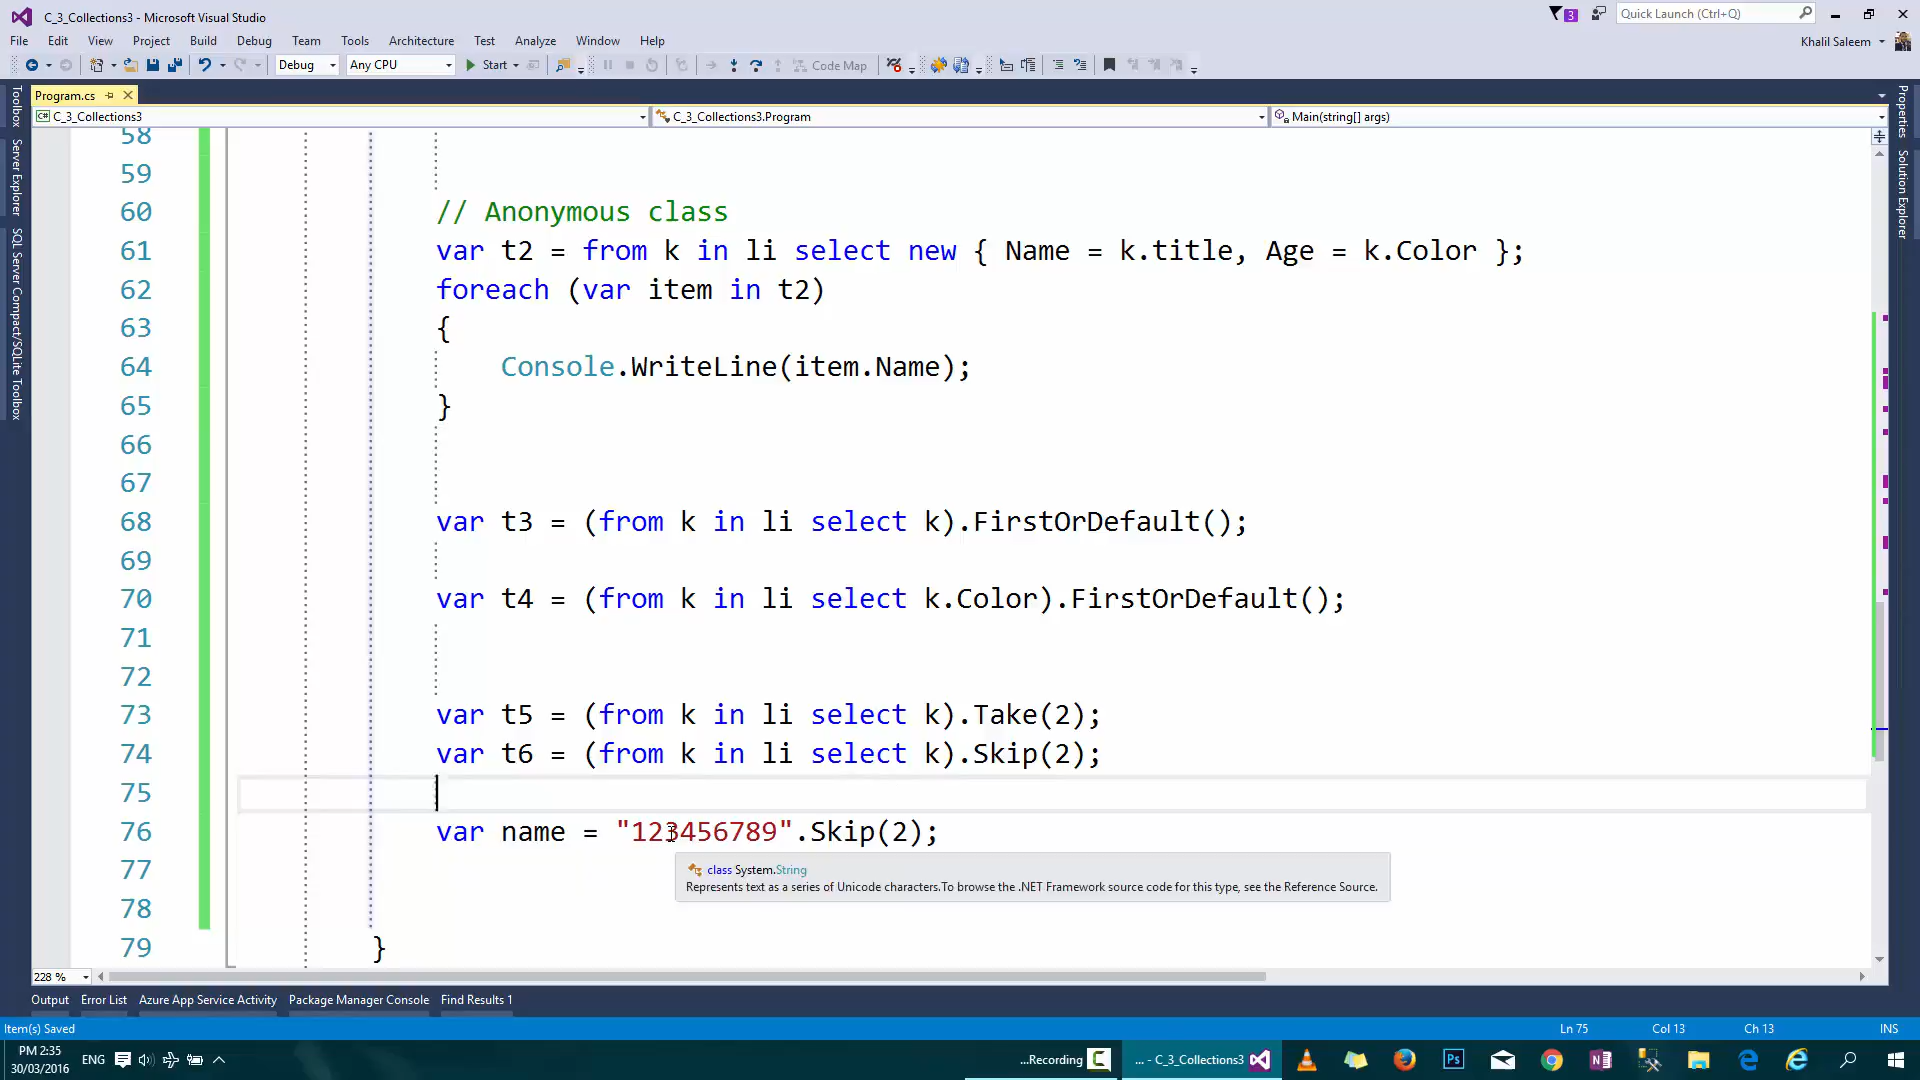 C_3_Collections3 - Microsoft Visual Studio
3
Quick Launch (Ctrl+Q)
File Edit View Project Build Debug Team Tools Architecture Test Analyze Window Help
Khalil Saleem
Debug Any CPU Start Code Map
Program.cs
C_3_Collections3 C_3_Collections3.Program Main(string[] args)
Toolbox
Server Explorer
SQL Server Compact/SQLite Toolbox
Properties
Solution Explorer
58
59
60 // Anonymous class
61 var t2 = from k in li select new { Name = k.title, Age = k.Color };
62 foreach (var item in t2)
63 {
64 Console.WriteLine(item.Name);
65 }
66
67
68 var t3 = (from k in li select k).FirstOrDefault();
69
70 var t4 = (from k in li select k.Color).FirstOrDefault();
71
72
73 var t5 = (from k in li select k).Take(2);
74 var t6 = (from k in li select k).Skip(2);
75
76 var name = "123456789".Skip(2);
77
class System.String
Represents text as a series of Unicode characters.To browse the .NET Framework source code for this type, see the Reference Source.
78
79 }
228 %
Output Error List Azure App Service Activity Package Manager Console Find Results 1
Item(s) Saved Ln 75 Col 13 Ch 13 INS
PM 2:35
30/03/2016
ENG
...Recording
... - C_3_Collections3